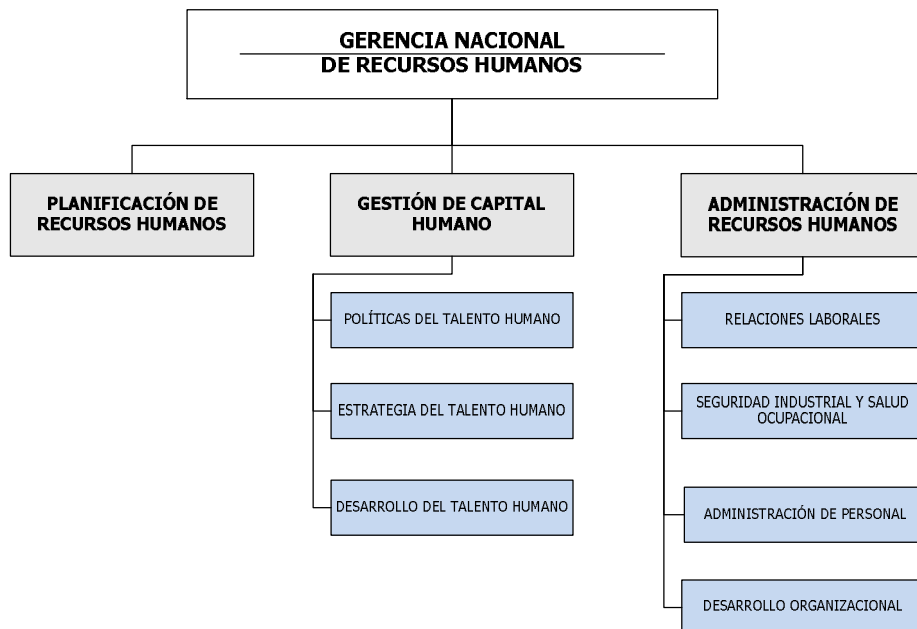 GERENCIA NACIONAL
DE RECURSOS HUMANOS
PLANIFICACIÓN DE
RECURSOS HUMANOS
GESTIÓN DE CAPITAL
HUMANO
ADMINISTRACIÓN DE
RECURSOS HUMANOS
POLÍTICAS DEL TALENTO HUMANO
ESTRATEGIA DEL TALENTO HUMANO
DESARROLLO DEL TALENTO HUMANO
RELACIONES LABORALES
SEGURIDAD INDUSTRIAL Y SALUD
OCUPACIONAL
ADMINISTRACIÓN DE PERSONAL
DESARROLLO ORGANIZACIONAL